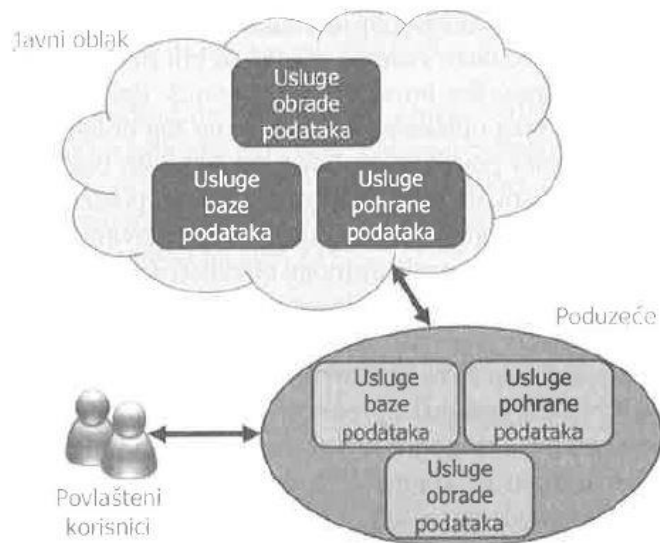 Javni oblak
Usluge
obrade
podataka
Usluge
baze
podataka
Usluge
pohrane
podataka
Poduzeće
Usluge
baze
podataka
Usluge
pohrane
podataka
Usluge
obrade
podataka
Povlašteni
korisnici